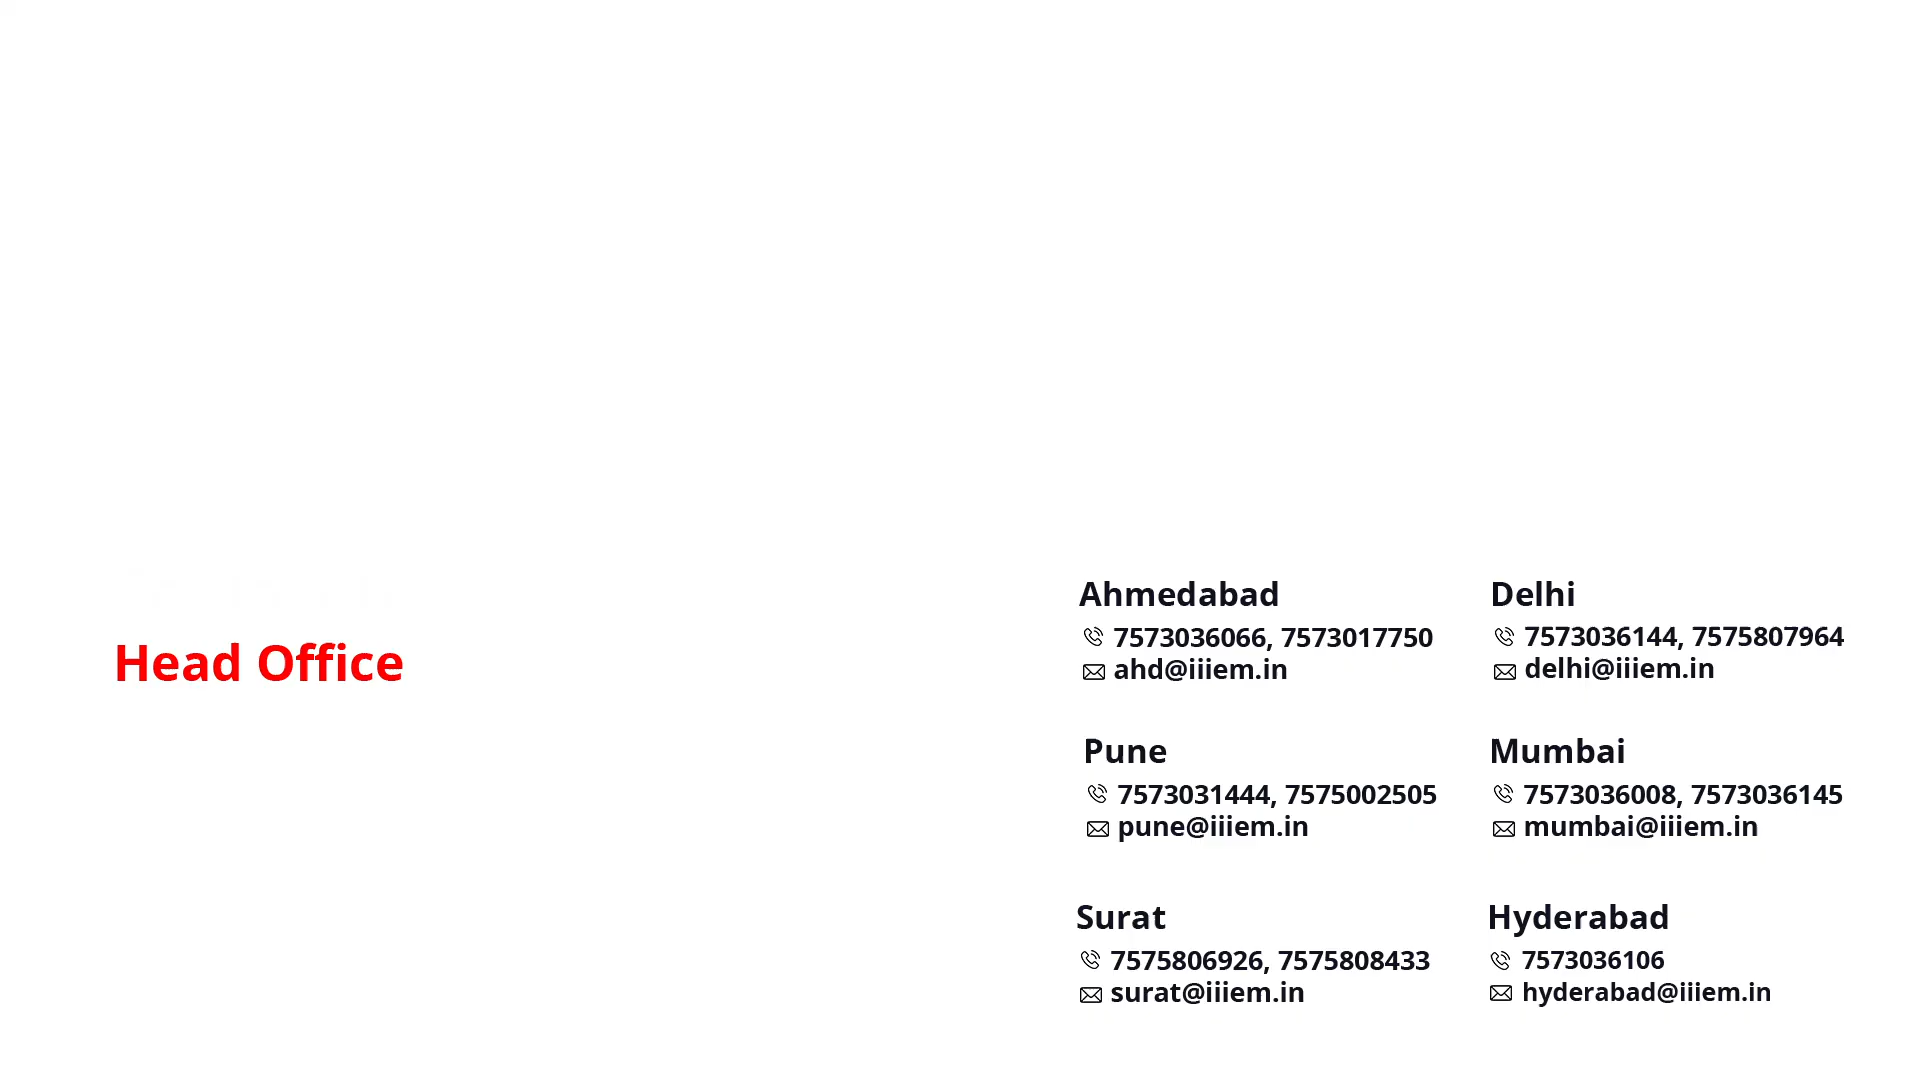 Head Office
Ahmedabad
7573036066, 7573017750
ahd@iiiem.in
Delhi
7573036144, 7575807964
delhi@iiiem.in
Pune
7573031444, 7575002505
pune@iiiem.in
Mumbai
7573036008, 7573036145
mumbai@iiiem.in
Surat
7575806926, 7575808433
surat@iiiem.in
Hyderabad
7573036106
hyderabad@iiiem.in